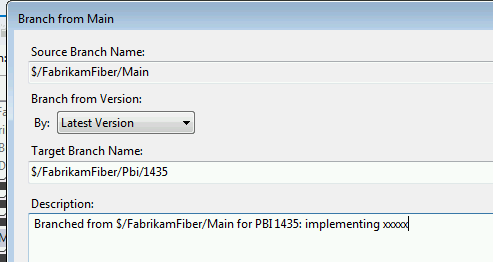 Branch from Main
Source Branch Name:
$/FabrikamFiber/Main
Branch from Version:
By: Latest Version
Target Branch Name:
$/FabrikamFiber/Pbi/1435
Description:
Branched from $/FabrikamFiber/Main for PBI 1435: implementing xxxxx